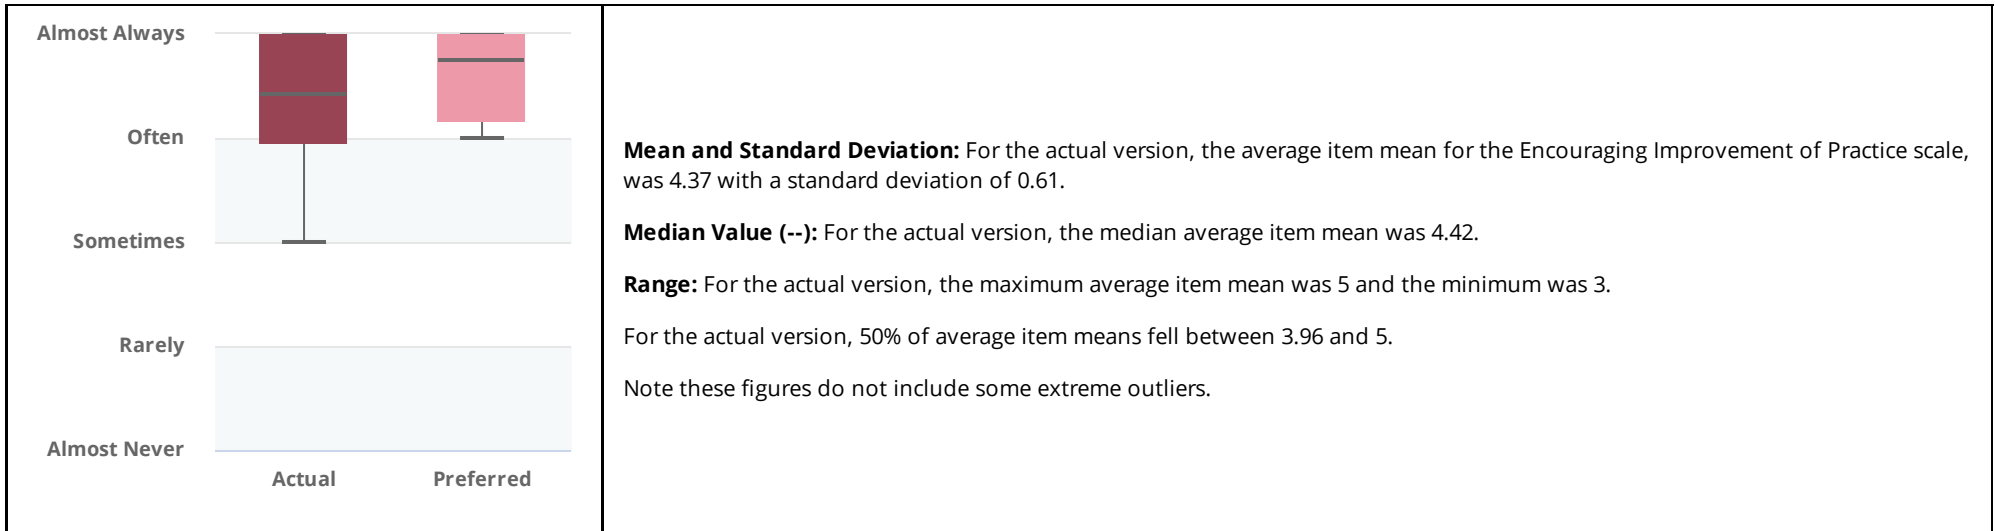 Almost Always
Often
Sometimes
Rarely
Almost Never
Actual
Preferred
Mean and Standard Deviation: For the actual version, the average item mean for the Encouraging Improvement of Practice scale,
was 4.37 with a standard deviation of 0.61.
Median Value (--): For the actual version, the median average item mean was 4.42.
Range: For the actual version, the maximum average item mean was 5 and the minimum was 3.
For the actual version, 50% of average item means fell between 3.96 and 5.
Note these figures do not include some extreme outliers.